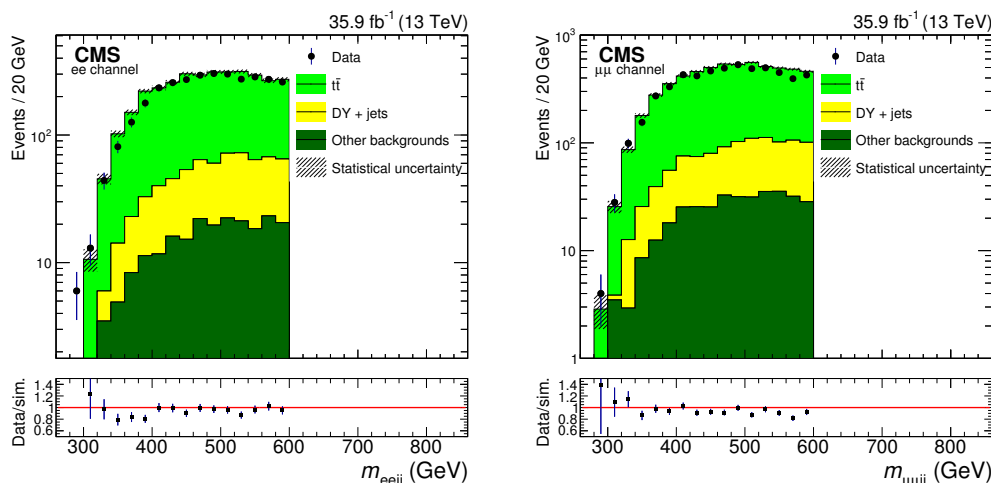 35.9 fb⁻¹ (13 TeV)
CMS
ee channel
Events / 20 GeV
10²
10
Data
tt̄
DY + jets
Other backgrounds
Statistical uncertainty
Data/sim.
1.4
1.2
1
0.8
0.6
300 400 500 600 700 800
m_eejj (GeV)
35.9 fb⁻¹ (13 TeV)
CMS
μμ channel
Events / 20 GeV
10³
10²
10
1
Data
tt̄
DY + jets
Other backgrounds
Statistical uncertainty
Data/sim.
1.4
1.2
1
0.8
0.6
300 400 500 600 700 800
m_μμjj (GeV)